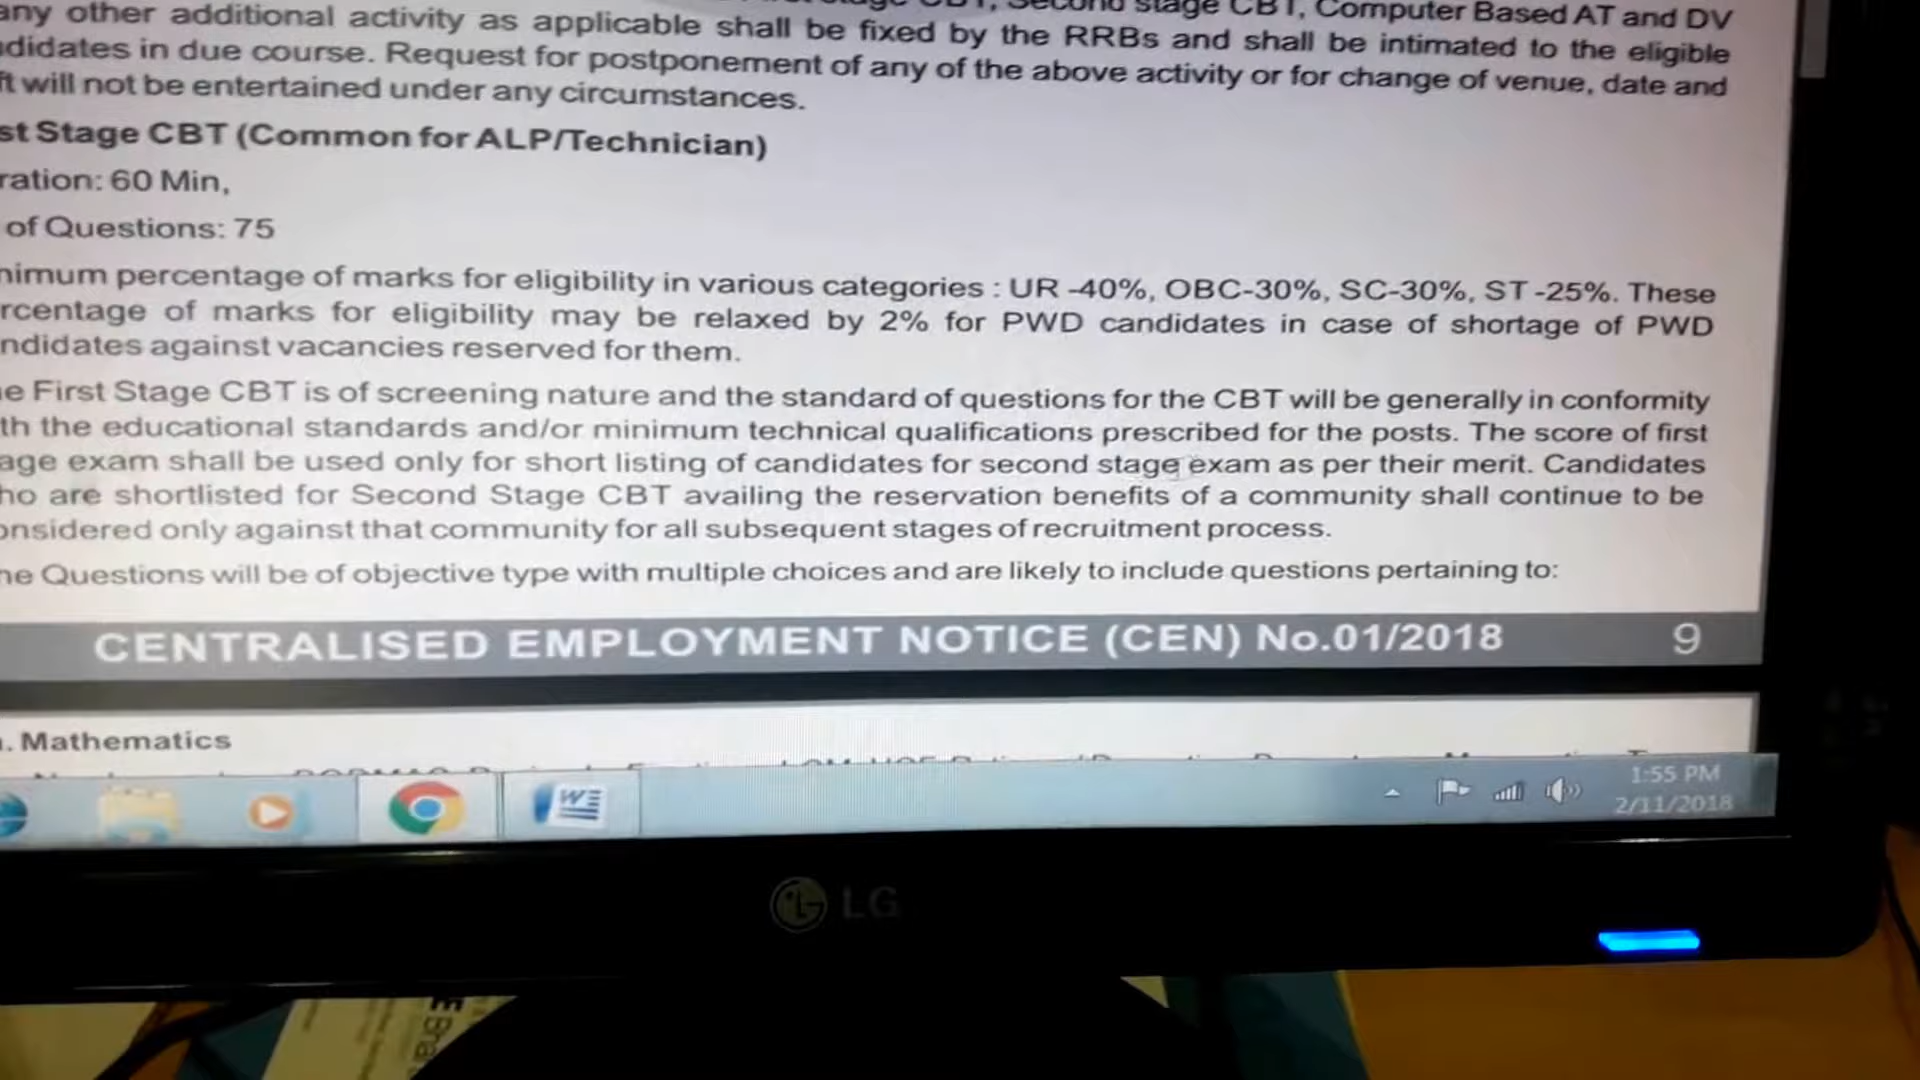 any other additional activity as applicable shall be fixed by the RRBs and shall be intimated to the eligible
didates in due course. Request for postponement of any of the above activity or for change of venue, date and
ft will not be entertained under any circumstances.
st Stage CBT (Common for ALP/Technician)
ration: 60 Min,
of Questions: 75
nimum percentage of marks for eligibility in various categories : UR -40%, OBC-30%, SC-30%, ST -25%. These
rcentage of marks for eligibility may be relaxed by 2% for PWD candidates in case of shortage of PWD
ndidates against vacancies reserved for them.
e First Stage CBT is of screening nature and the standard of questions for the CBT will be generally in conformity
th the educational standards and/or minimum technical qualifications prescribed for the posts. The score of first
age exam shall be used only for short listing of candidates for second stage exam as per their merit. Candidates
ho are shortlisted for Second Stage CBT availing the reservation benefits of a community shall continue to be
onsidered only against that community for all subsequent stages of recruitment process.
he Questions will be of objective type with multiple choices and are likely to include questions pertaining to:
CENTRALISED EMPLOYMENT NOTICE (CEN) No.01/2018 9
. Mathematics
1:55 PM
2/11/2018
LG